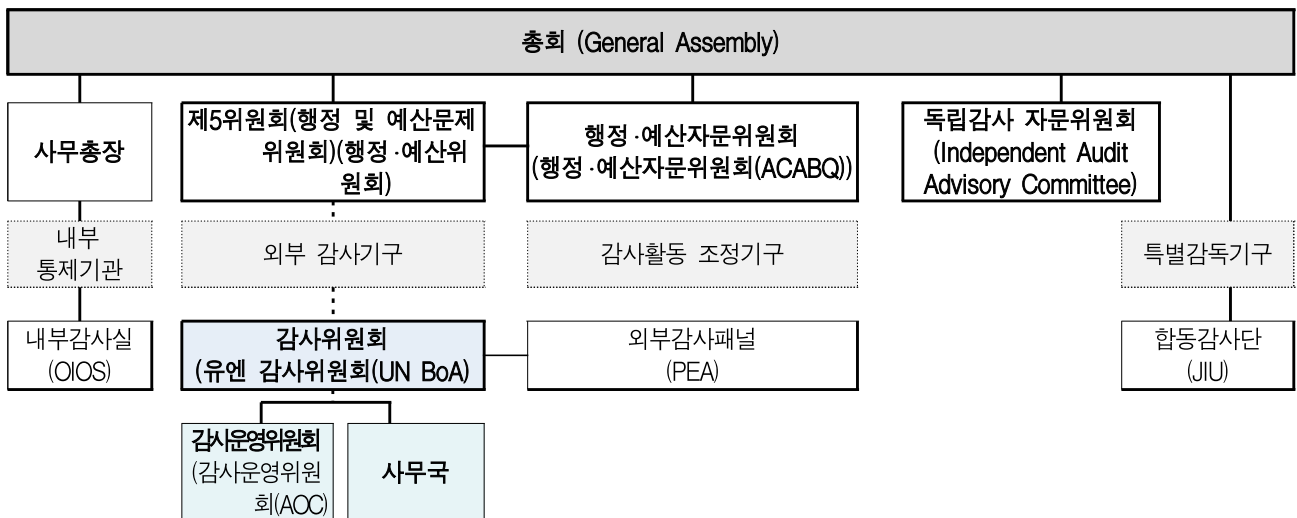 총회 (General Assembly)
사무총장
제5위원회(행정 및 예산문제
위원회)(행정·예산위
원회)
행정·예산자문위원회
(행정·예산자문위원회(ACABQ))
독립감사 자문위원회
(Independent Audit
Advisory Committee)
내부
통제기관
외부 감사기구
감사활동 조정기구
특별감독기구
내부감사실
(OIOS)
감사위원회
(유엔 감사위원회(UN BoA)
외부감사패널
(PEA)
합동감사단
(JIU)
감사운영위원회
(감사운영위원
회(AOC)
사무국